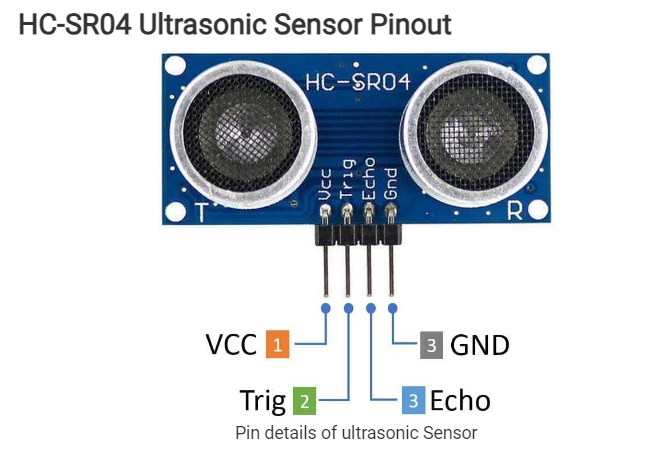 HC-SR04 Ultrasonic Sensor Pinout
HC-SR04
Vcc
Trig
Echo
Gnd
T
R
VCC 1
3 GND
Trig 2
3 Echo
Pin details of ultrasonic Sensor